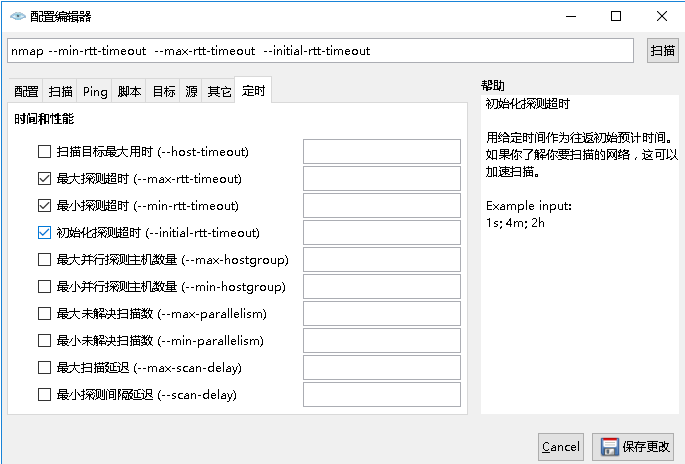 配置编辑器
nmap --min-rtt-timeout  --max-rtt-timeout  --initial-rtt-timeout
扫描
配置 扫描 Ping 脚本 目标 源 其它 定时
时间和性能
扫描目标最大用时 (--host-timeout)
最大探测超时 (--max-rtt-timeout)
最小探测超时 (--min-rtt-timeout)
初始化探测超时 (--initial-rtt-timeout)
最大并行探测主机数量 (--max-hostgroup)
最小并行探测主机数量 (--min-hostgroup)
最大未解决扫描数 (--max-parallelism)
最小未解决扫描数 (--min-parallelism)
最大扫描延迟 (--max-scan-delay)
最小探测间隔延迟 (--scan-delay)
帮助
初始化探测超时
用给定时间作为往返初始预计时间。
如果你了解你要扫描的网络，这可以
加速扫描。
Example input:
1s; 4m; 2h
Cancel
保存更改